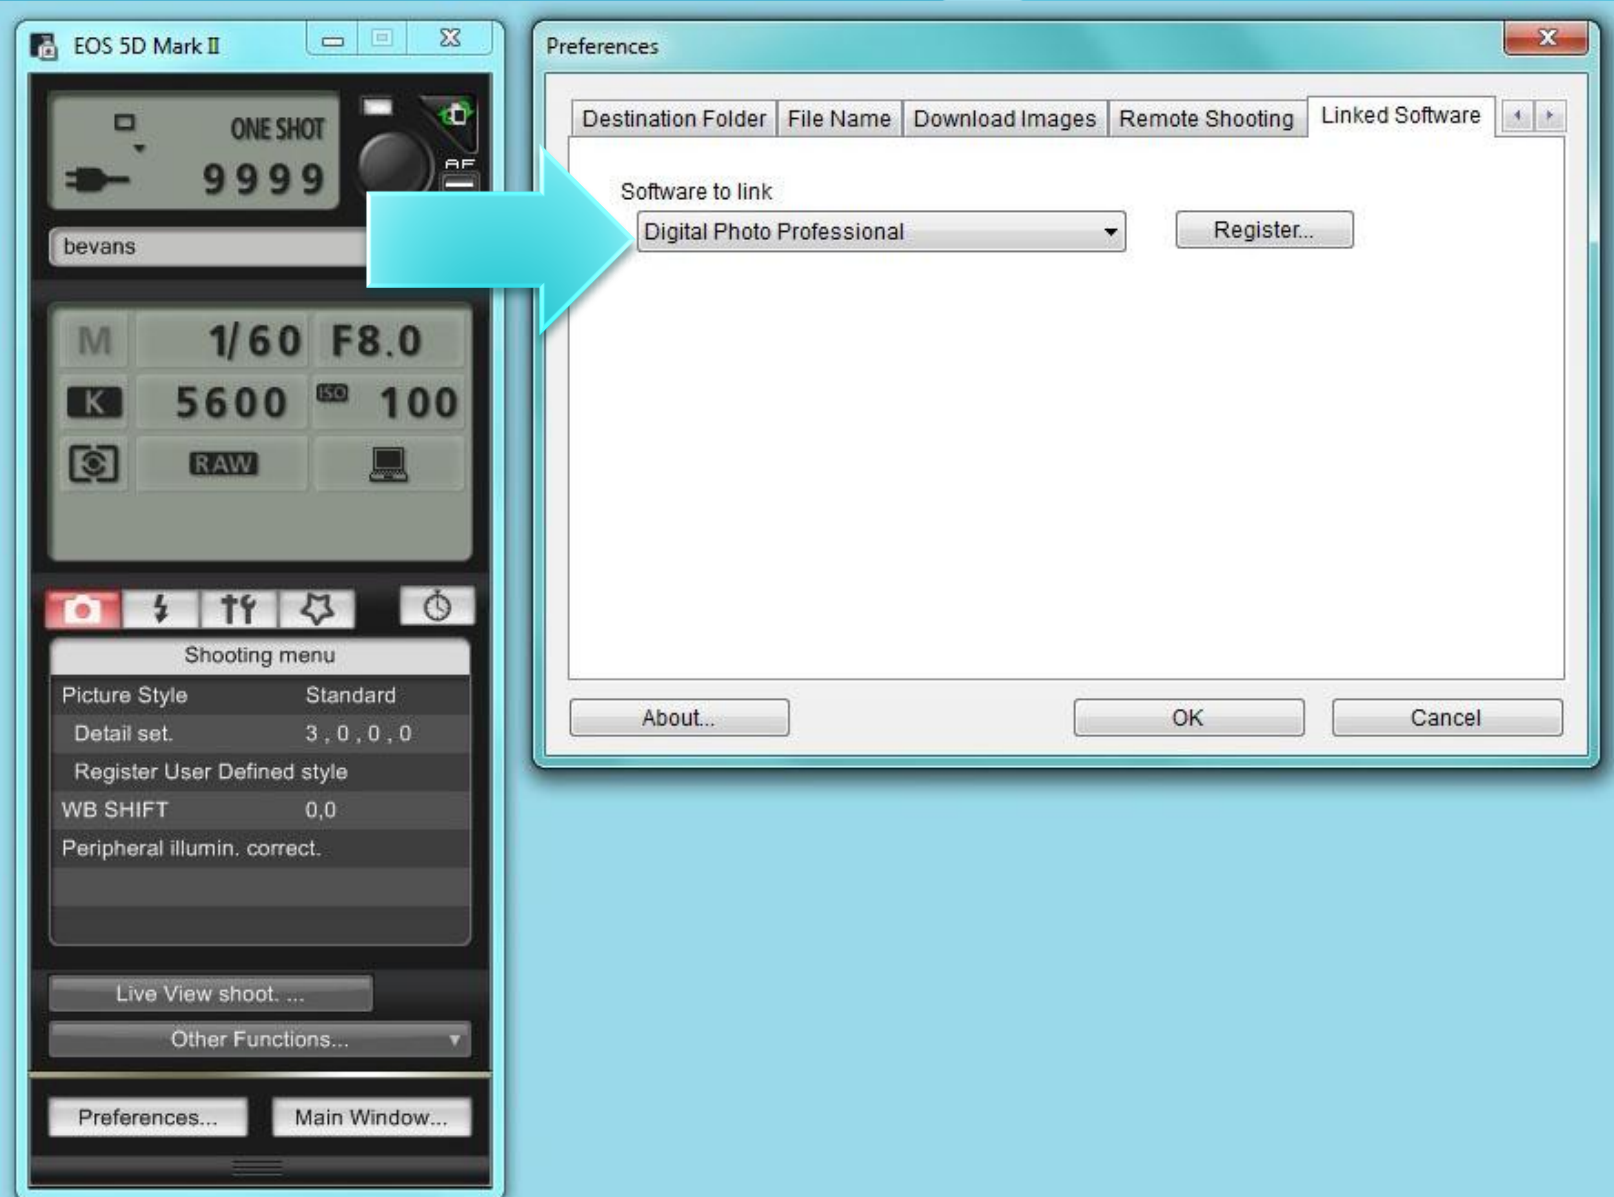 EOS 5D Mark II
ONE SHOT
9999
AF
bevans
M 1/60 F8.0
K 5600 ISO 100
RAW
Shooting menu
Picture Style Standard
Detail set. 3 , 0 , 0 , 0
Register User Defined style
WB SHIFT 0,0
Peripheral illumin. correct.
Live View shoot. ...
Other Functions...
Preferences... Main Window...
Preferences
Destination Folder File Name Download Images Remote Shooting Linked Software
Software to link
Digital Photo Professional Register...
About... OK Cancel